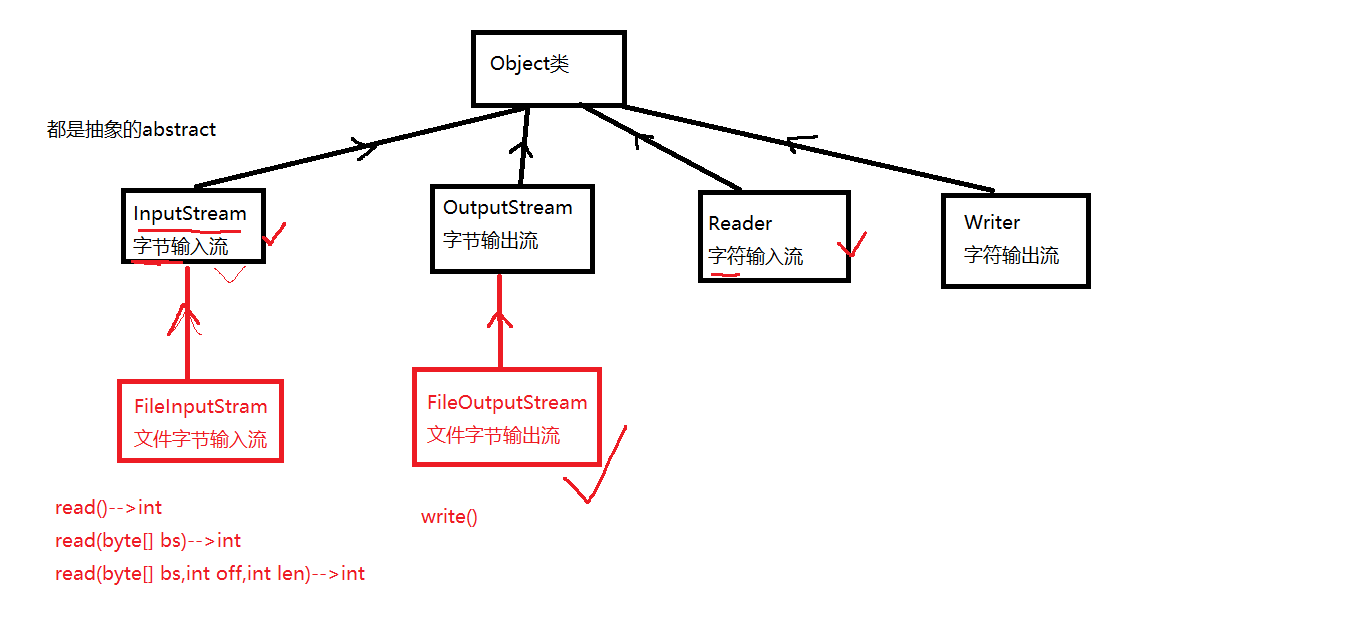 Object类
都是抽象的abstract
InputStream
字节输入流
OutputStream
字节输出流
Reader
字符输入流
Writer
字符输出流
FileInputStram
文件字节输入流
FileOutputStream
文件字节输出流
read()-->int
read(byte[] bs)-->int
read(byte[] bs,int off,int len)-->int
write()